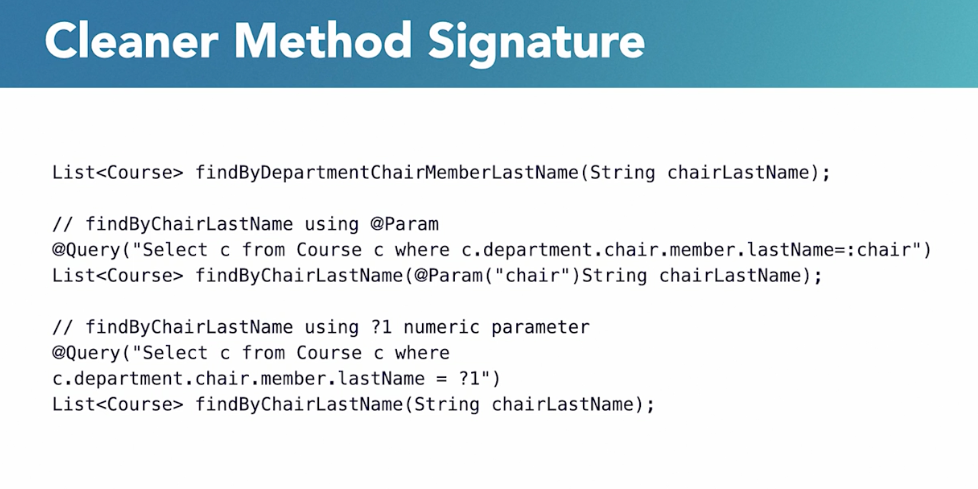 Cleaner Method Signature
List<Course> findByDepartmentChairMemberLastName(String chairLastName);
// findByChairLastName using @Param
@Query("Select c from Course c where c.department.chair.member.lastName=:chair")
List<Course> findByChairLastName(@Param("chair")String chairLastName);
// findByChairLastName using ?1 numeric parameter
@Query("Select c from Course c where
c.department.chair.member.lastName = ?1")
List<Course> findByChairLastName(String chairLastName);